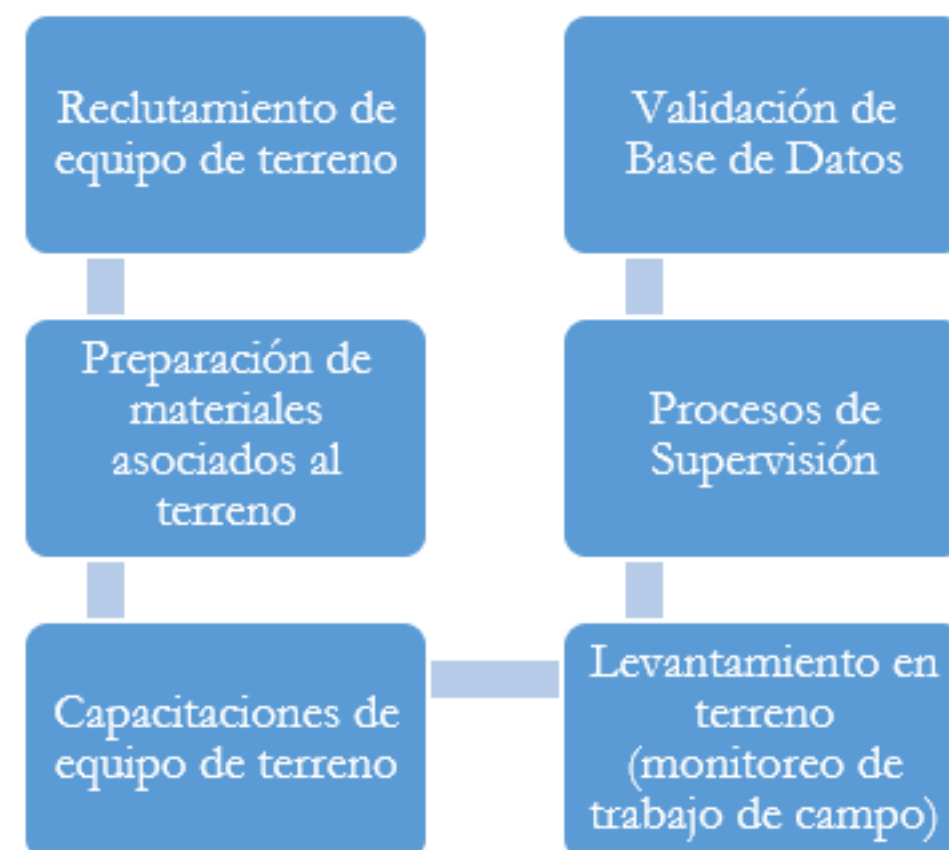 Reclutamiento de
equipo de terreno
Preparación de
materiales
asociados al
terreno
Capacitaciones de
equipo de terreno
Levantamiento en
terreno
(monitoreo de
trabajo de campo)
Procesos de
Supervisión
Validación de
Base de Datos